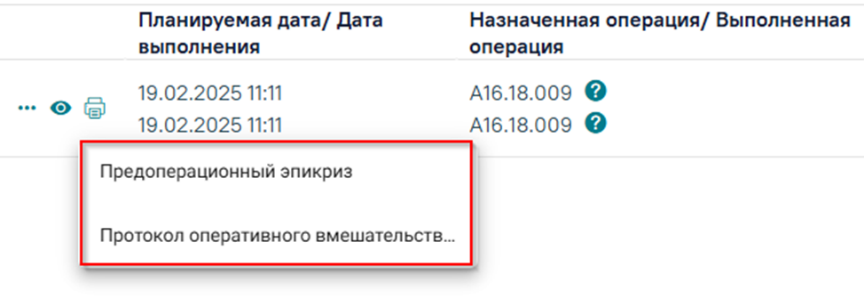 Планируемая дата/ Дата
выполнения
Назначенная операция/ Выполненная
операция
19.02.2025 11:11
A16.18.009 ?
19.02.2025 11:11
A16.18.009 ?
Предоперационный эпикриз
Протокол оперативного вмешательств...